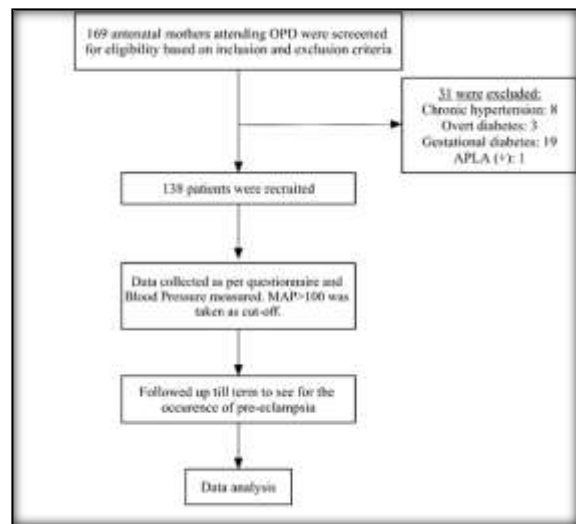 169 antenatal mothers attending OPD were screened
for eligibility based on inclusion and exclusion criteria
31 were excluded:
Chronic hypertension: 8
Overt diabetes: 3
Gestational diabetes: 19
APLA (+): 1
138 patients were recruited
Data collected as per questionnaire and
Blood Pressure measured. MAP>100 was
taken as cut-off.
Followed up till term to see for the
occurence of pre-eclampsia
Data analysis